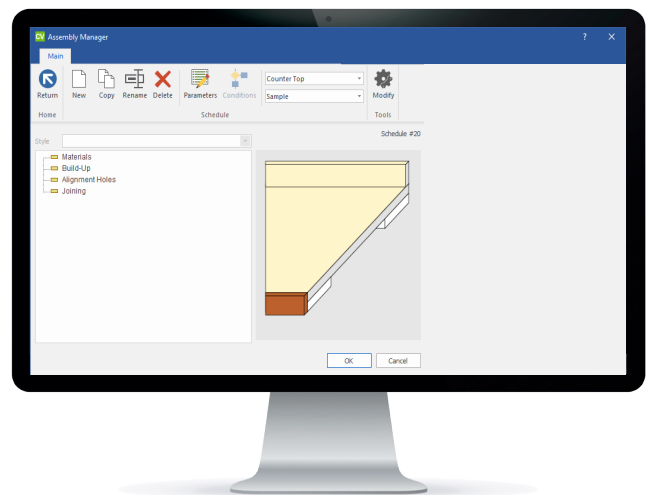 CV Assembly Manager ? X
Main
Return New Copy Rename Delete Parameters Conditions Counter Top Modify
Sample
Home Schedule Tools
Schedule #20
Style
Materials
Build-Up
Alignment Holes
Joining
OK Cancel